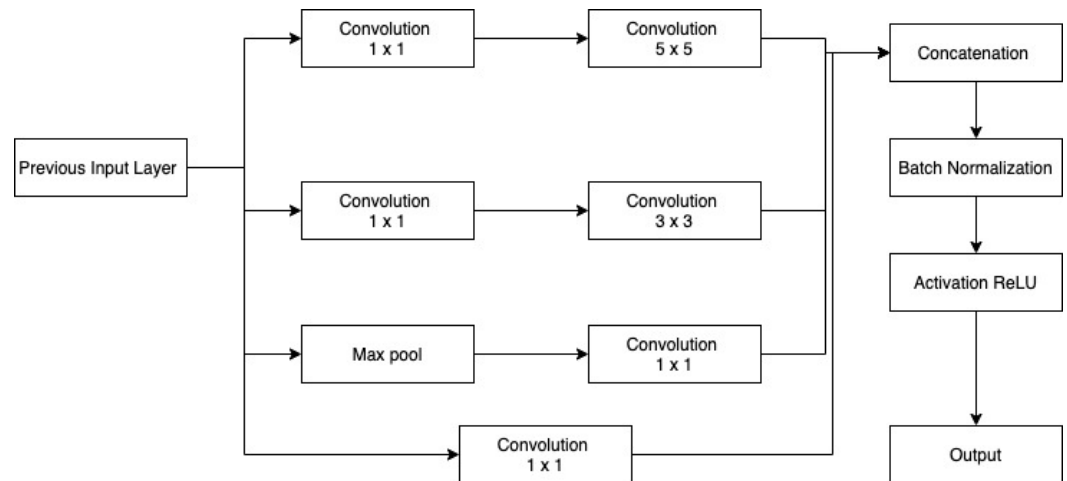 Convolution
1 x 1
Convolution
5 x 5
Concatenation
Previous Input Layer
Convolution
1 x 1
Convolution
3 x 3
Batch Normalization
Activation ReLU
Max pool
Convolution
1 x 1
Convolution
1 x 1
Output